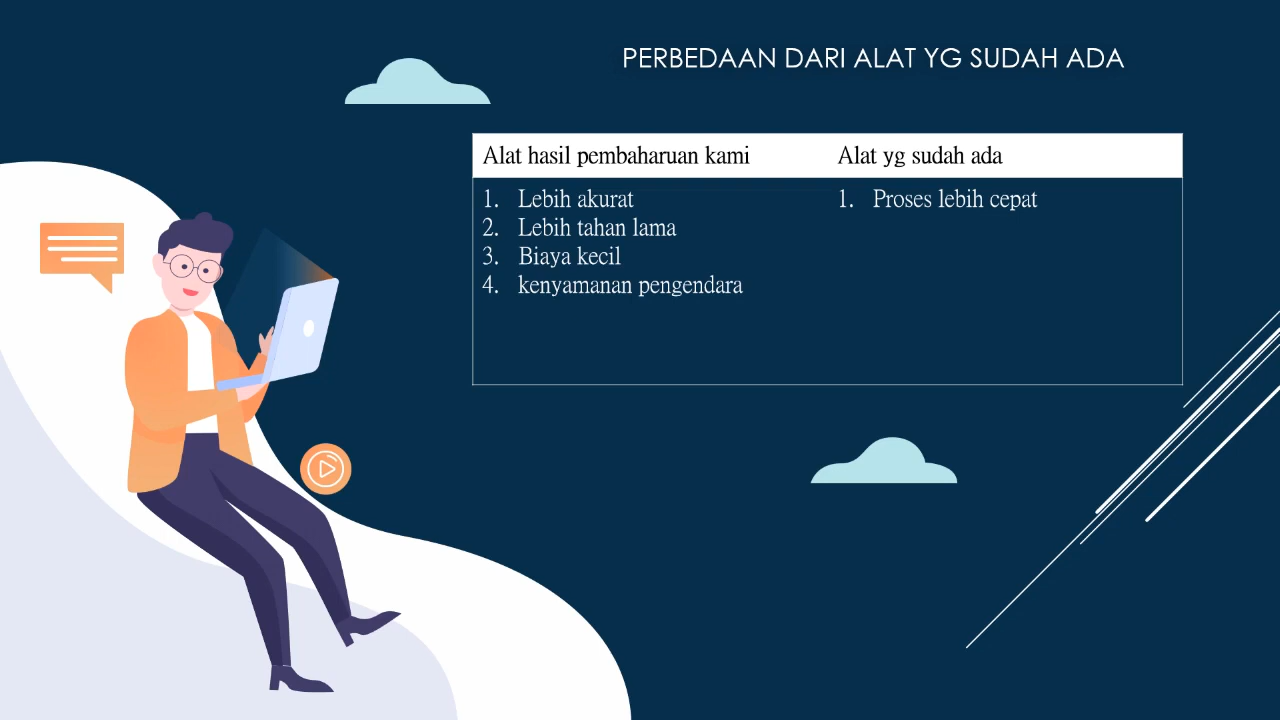 PERBEDAAN DARI ALAT YG SUDAH ADA
Alat hasil pembaharuan kami
Alat yg sudah ada
1. Lebih akurat
2. Lebih tahan lama
3. Biaya kecil
4. kenyamanan pengendara
1. Proses lebih cepat